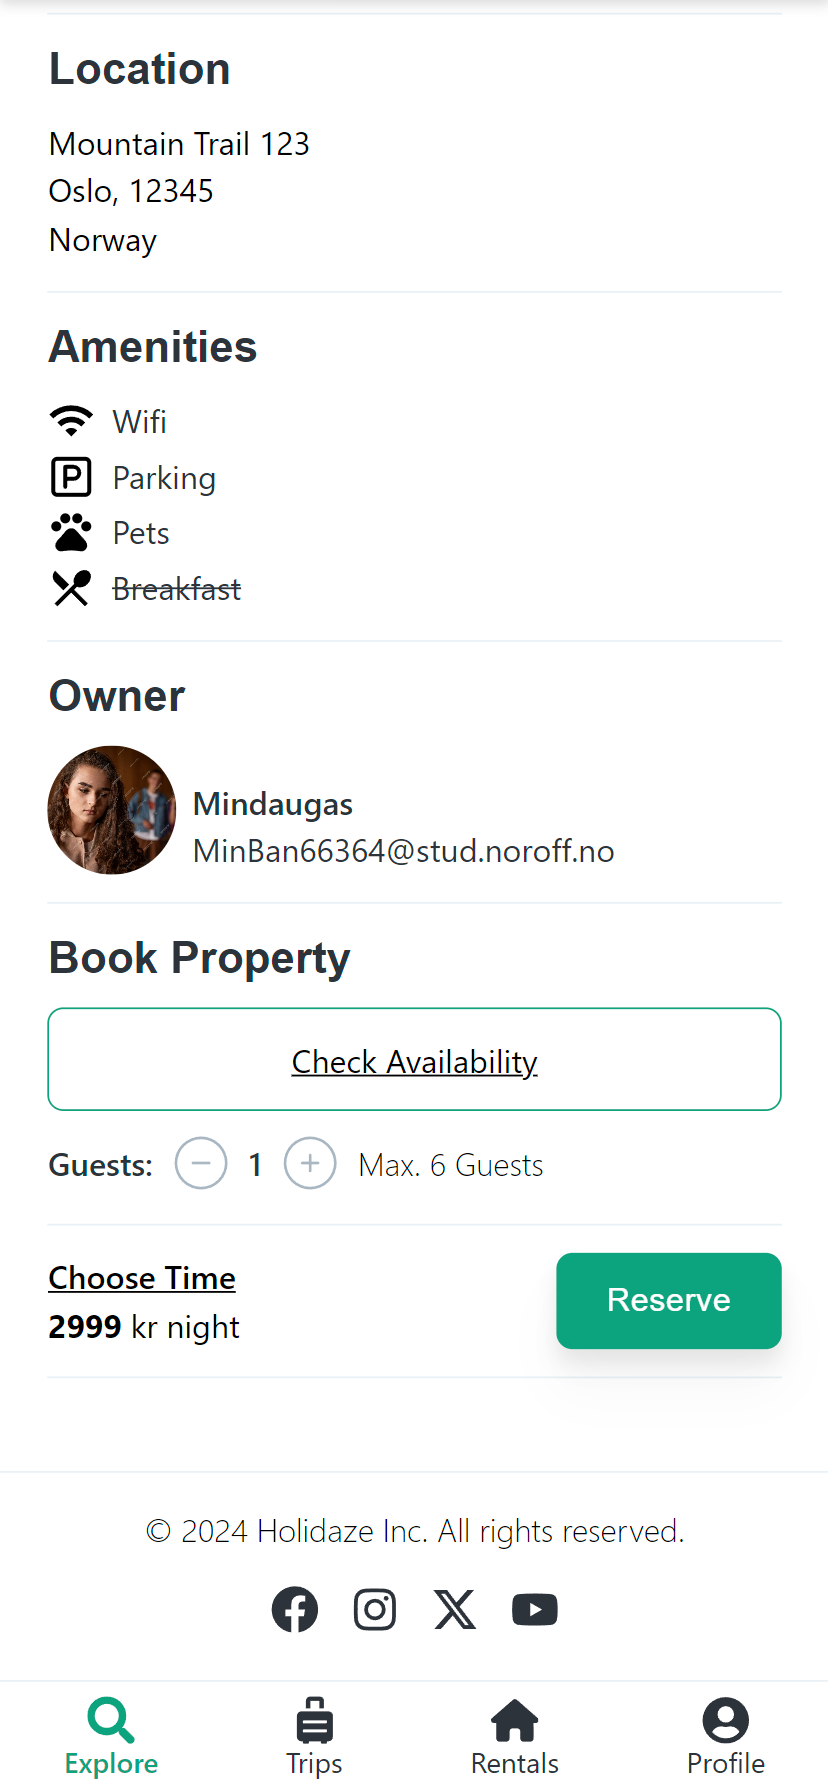 Location
Mountain Trail 123
Oslo, 12345
Norway
Amenities
Wifi
Parking
Pets
Breakfast
Owner
Mindaugas
MinBan66364@stud.noroff.no
Book Property
Check Availability
Guests: 1 Max. 6 Guests
Choose Time
2999 kr night
Reserve
© 2024 Holidaze Inc. All rights reserved.
Explore Trips Rentals Profile